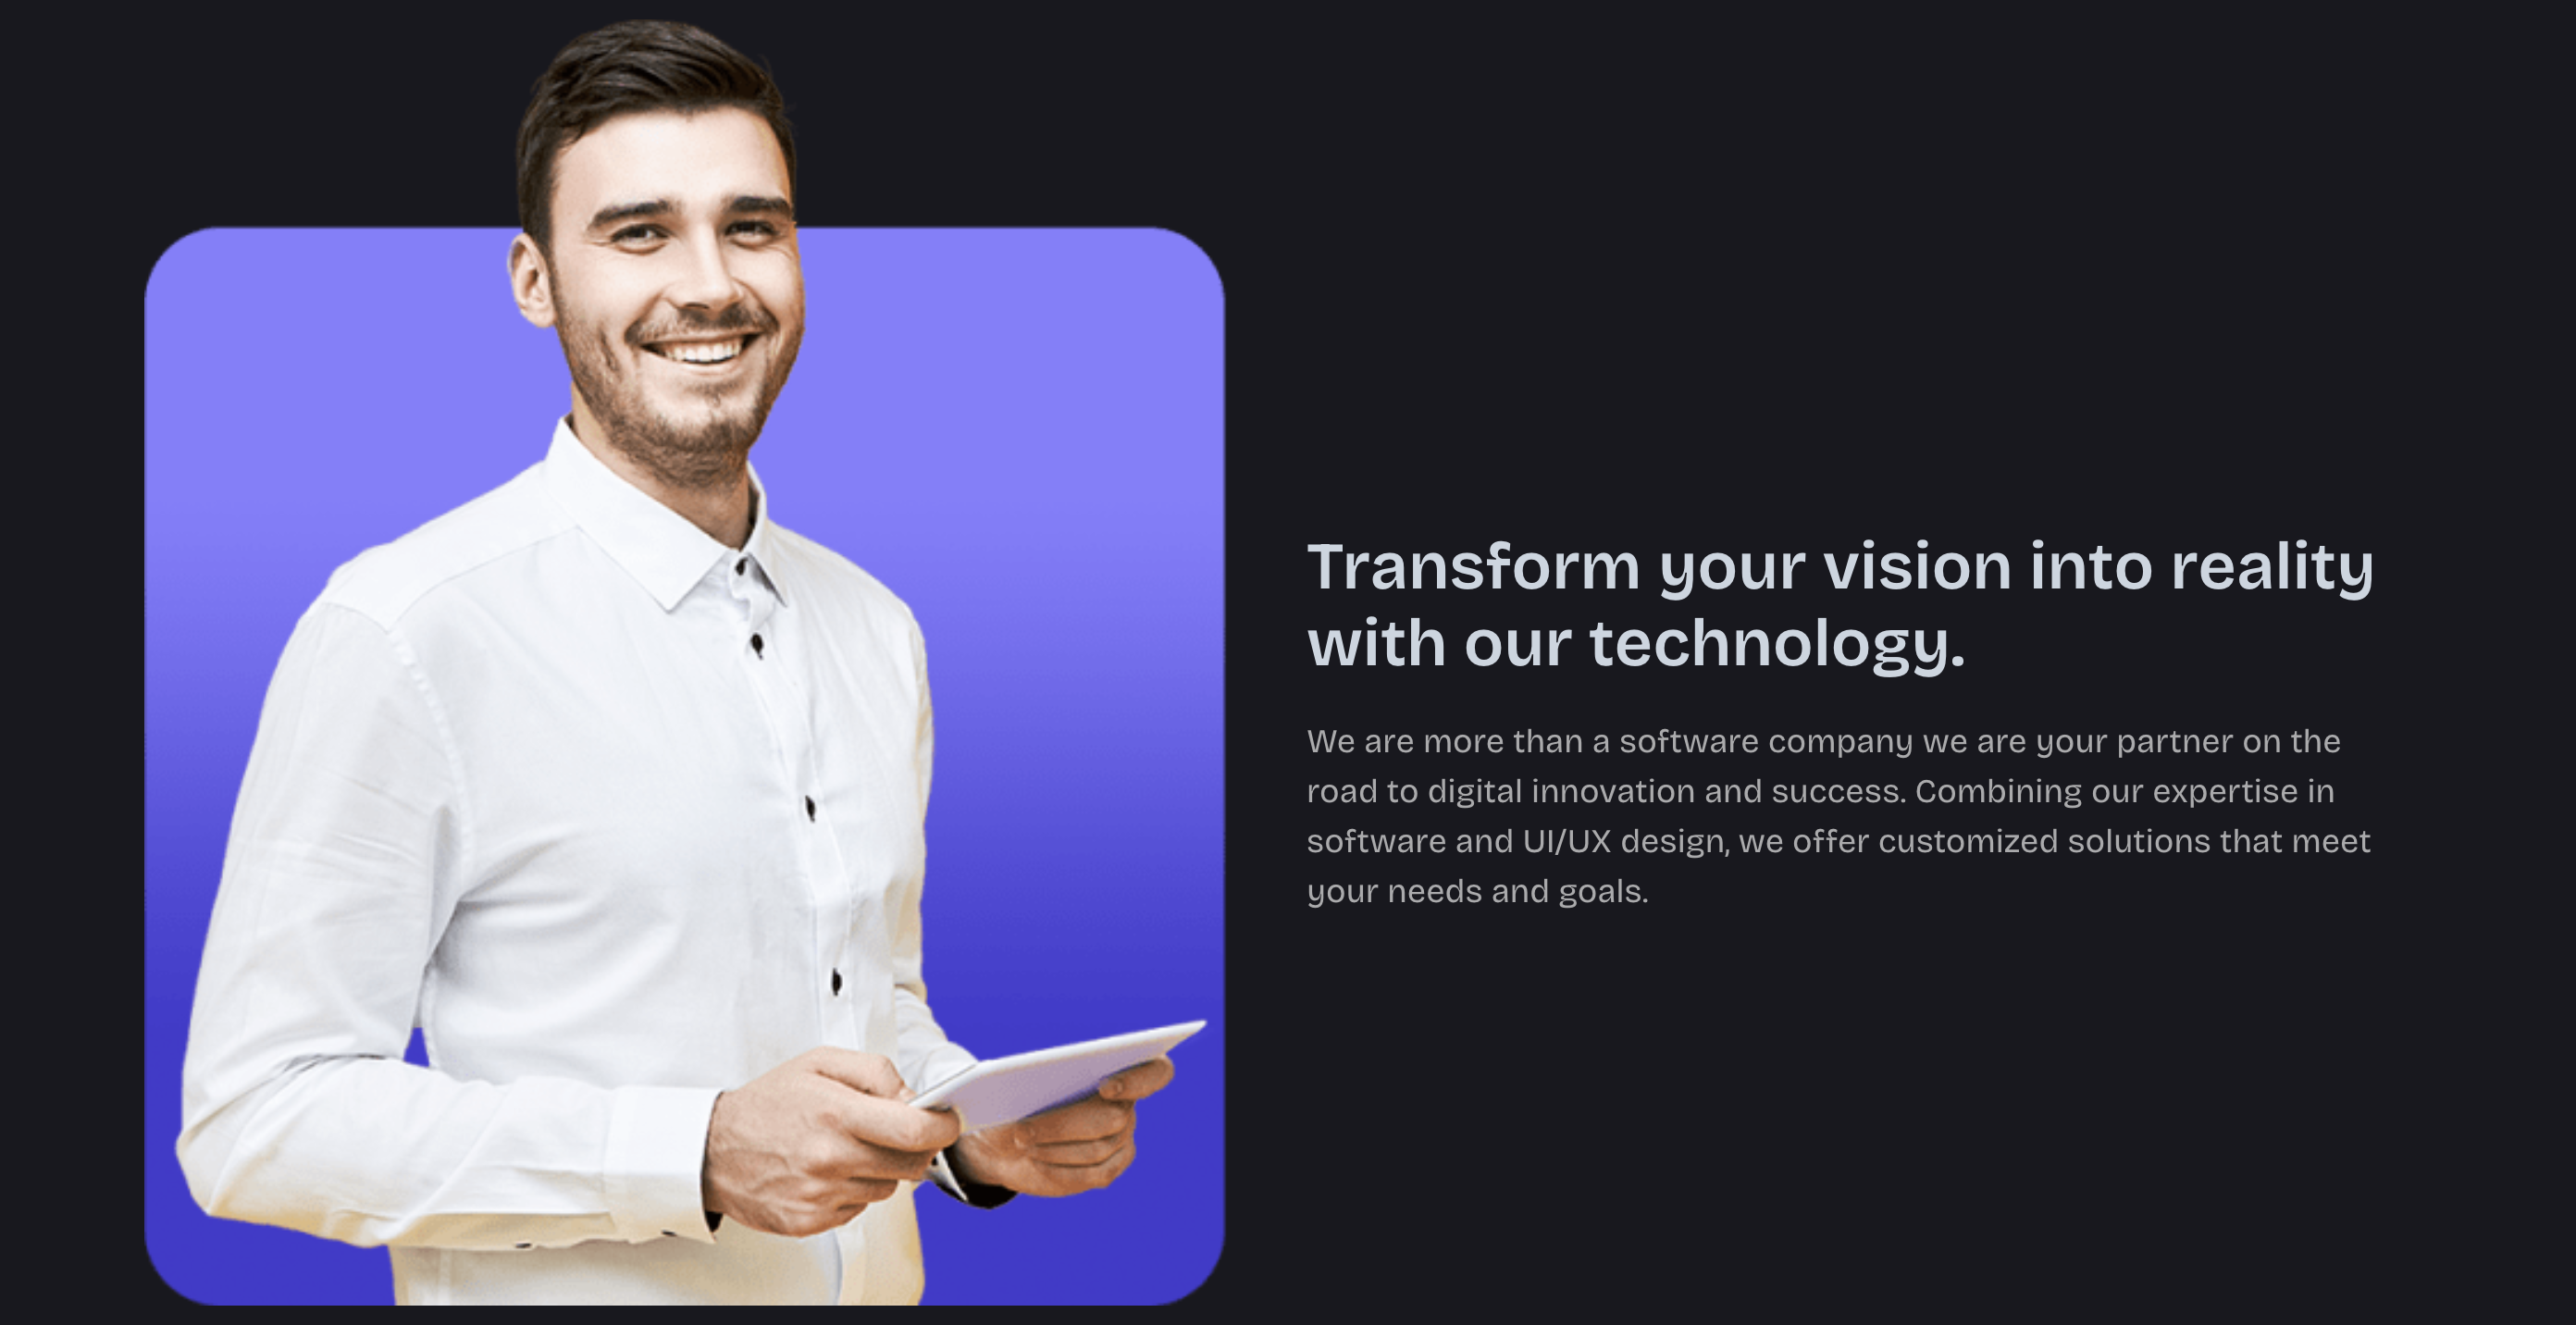 Transform your vision into reality
with our technology.
We are more than a software company we are your partner on the
road to digital innovation and success. Combining our expertise in
software and UI/UX design, we offer customized solutions that meet
your needs and goals.